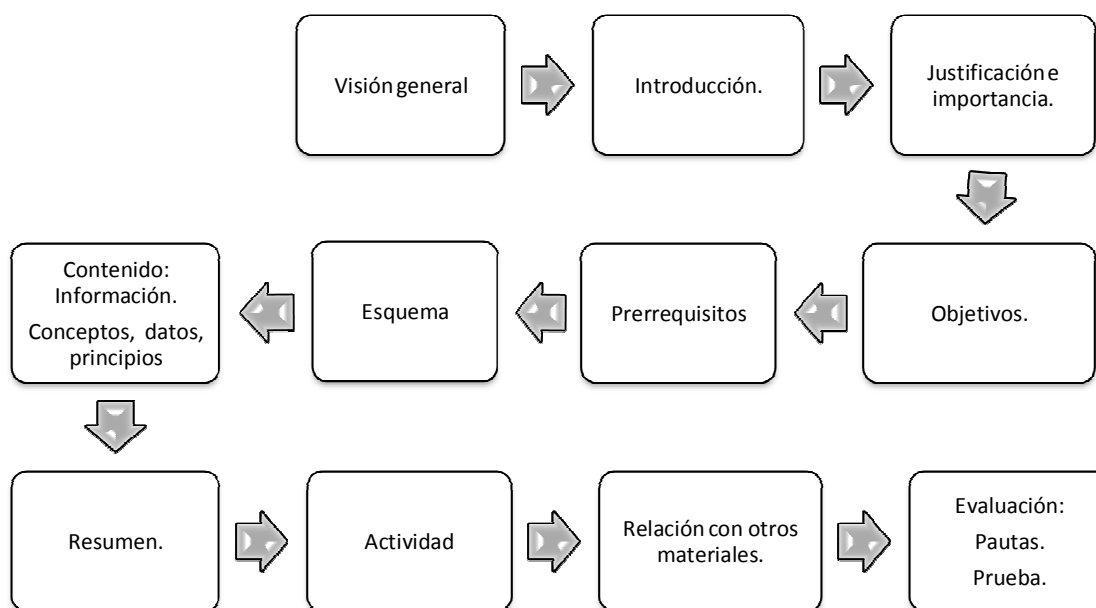 Visión general
Introducción.
Justificación e
importancia.
Objetivos.
Prerrequisitos
Esquema
Contenido:
Información.
Conceptos, datos,
principios
Resumen.
Actividad
Relación con otros
materiales.
Evaluación:
Pautas.
Prueba.